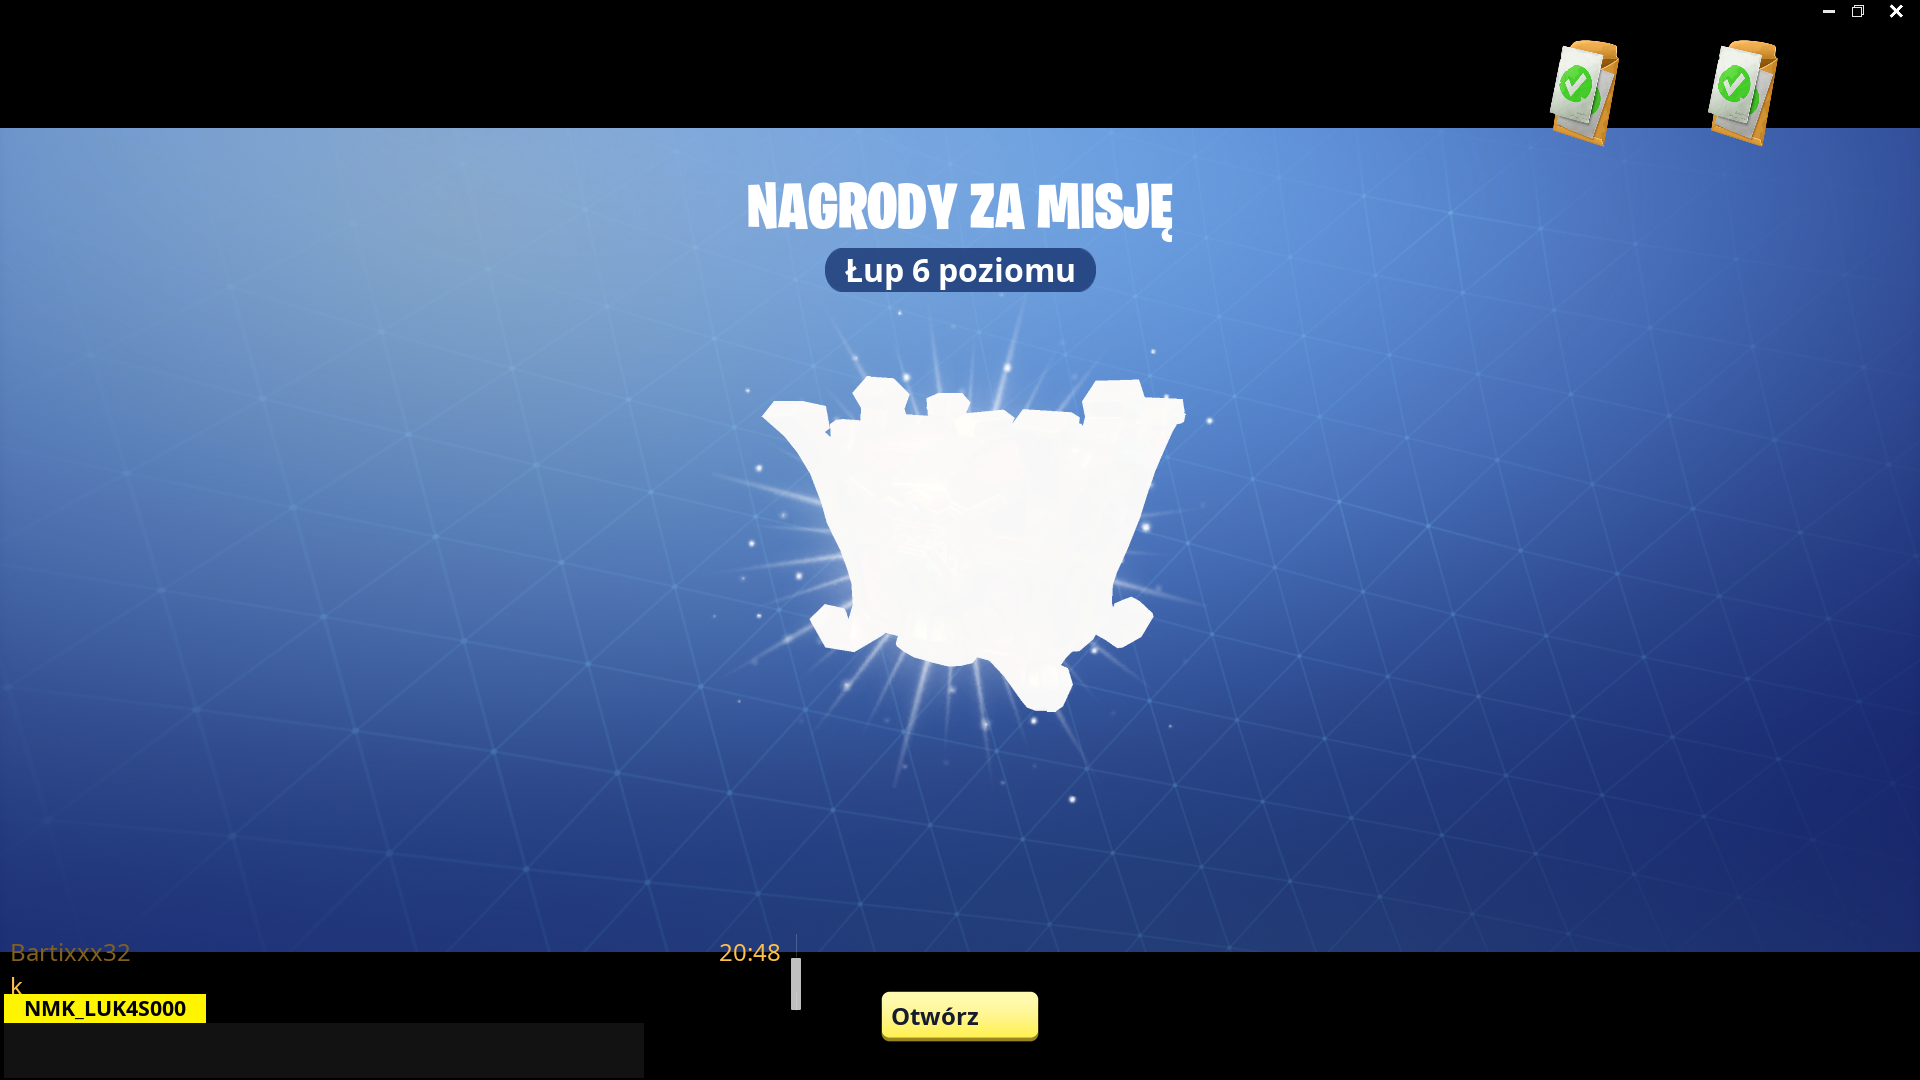 NAGRODY ZA MISJĘ
Łup 6 poziomu
Bartixxx32 20:48
k
NMK_LUK4S000
Otwórz